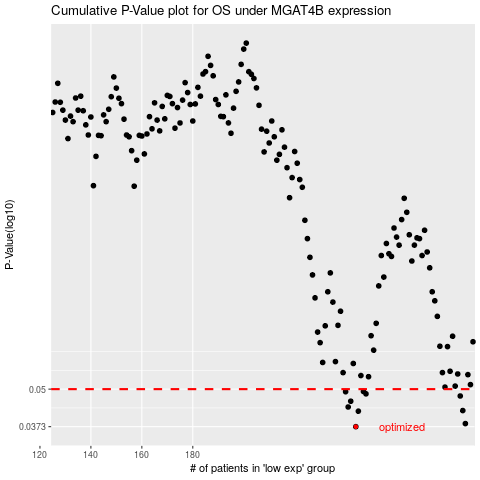 Cumulative P-Value plot for OS under MGAT4B expression
P-Value(log10)
0.05
0.0373
optimized
120 140 160 180
# of patients in 'low exp' group